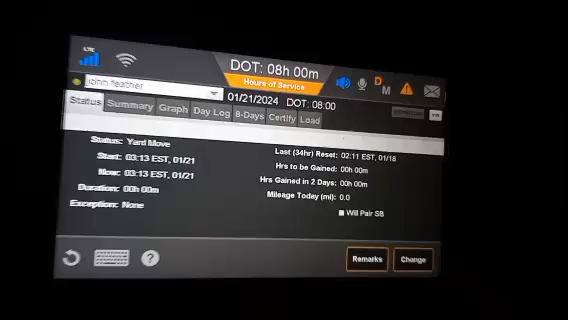 LTE
DOT: 08h 00m
Hours of Service
D
M
john fleacher
01/21/2024 DOT: 08:00
Status Summary Graph Day Log 8-Days Certify Load
Status: Yard Move
Start: 03:13 EST, 01/21
Now: 03:13 EST, 01/21
Duration: 00h 00m
Exception: None
Last (34hr) Reset: 02:11 EST, 01/18
Hrs to be Gained: 00h 00m
Hrs Gained in 2 Days: 00h 00m
Mileage Today (mi): 0.0
Will Pair SB
?
Remarks Change